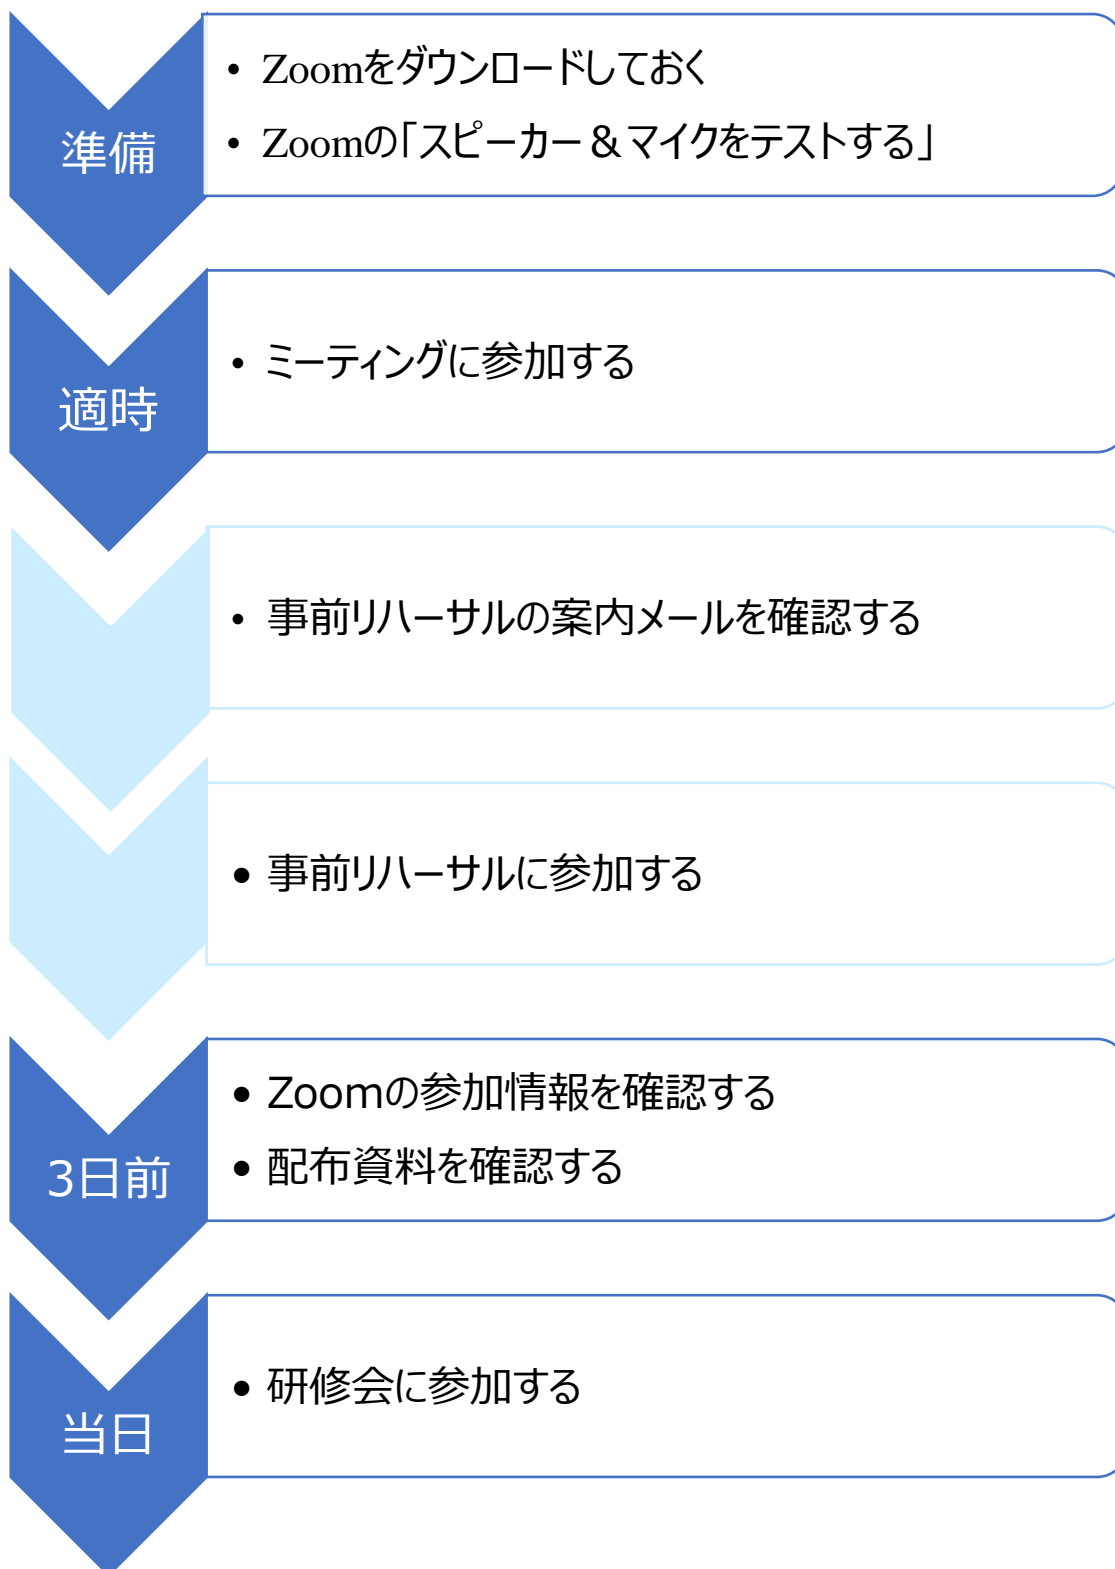 準備
• Zoomをダウンロードしておく
• Zoomの「スピーカー＆マイクをテストする」
適時
• ミーティングに参加する
• 事前リハーサルの案内メールを確認する
• 事前リハーサルに参加する
3日前
• Zoomの参加情報を確認する
• 配布資料を確認する
当日
• 研修会に参加する